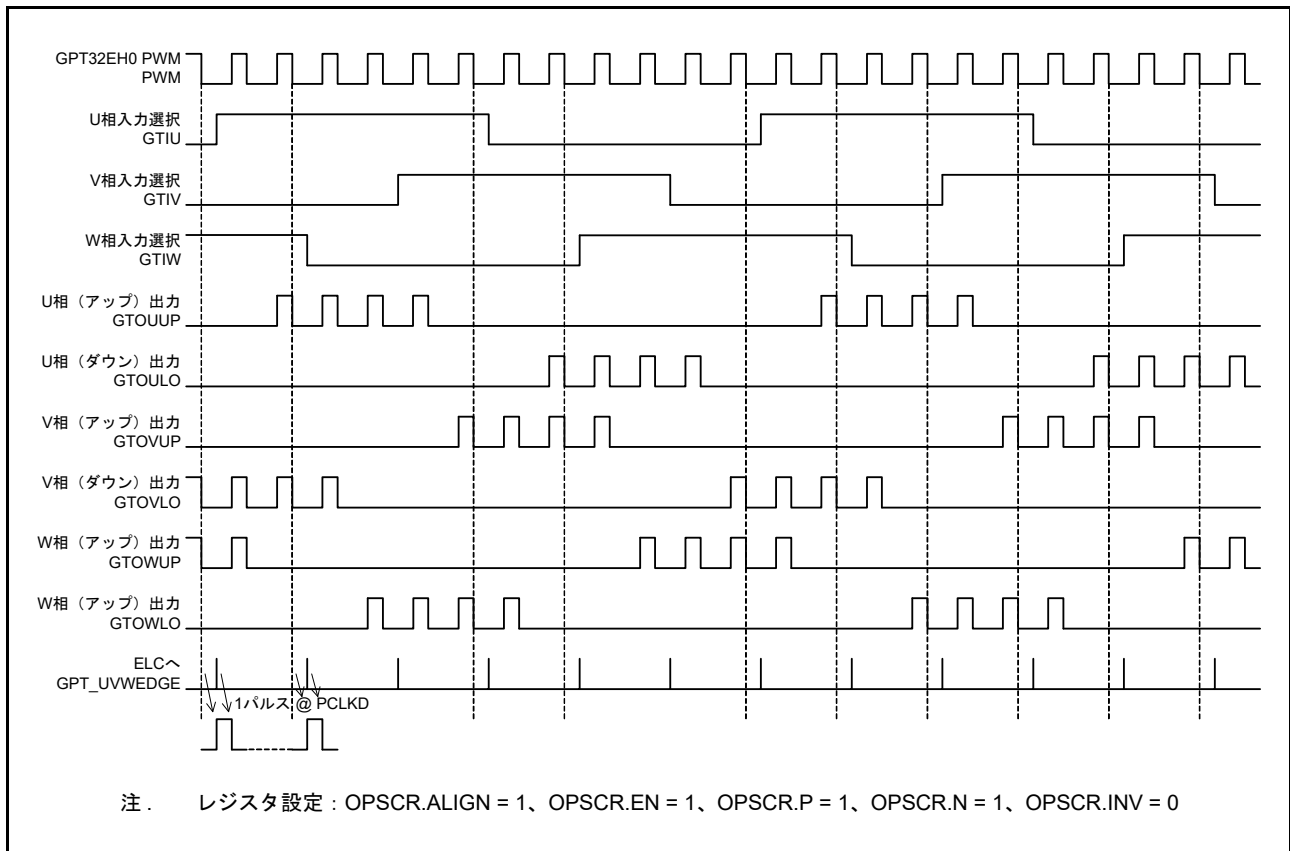 GPT32EH0 PWM
PWM
U相入力選択
GTIU
V相入力選択
GTIV
W相入力選択
GTIW
U相（アップ）出力
GTOUUP
U相（ダウン）出力
GTOULO
V相（アップ）出力
GTOVUP
V相（ダウン）出力
GTOVLO
W相（アップ）出力
GTOWUP
W相（アップ）出力
GTOWLO
ELCへ
GPT_UVWEDGE
1パルス @ PCLKD
注． レジスタ設定：OPSCR.ALIGN = 1、OPSCR.EN = 1、OPSCR.P = 1、OPSCR.N = 1、OPSCR.INV = 0